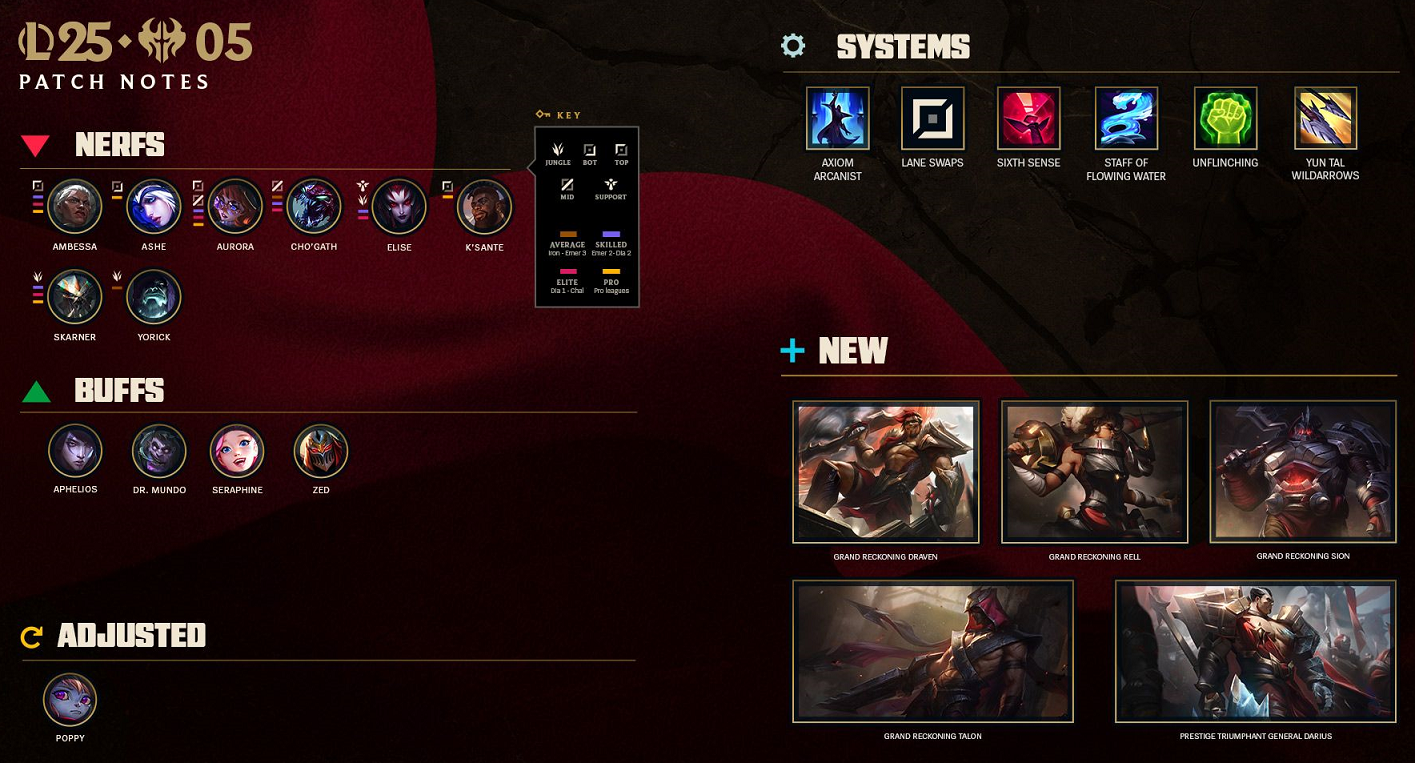 L25 05
PATCH NOTES
NERFS
AMBESSA
ASHE
AURORA
CHO'GATH
ELISE
K'SANTE
SKARNER
YORICK
KEY
JUNGLE
BOT
TOP
MID
SUPPORT
AVERAGE
Iron - Emer 3
SKILLED
Emer 2-Dia 2
ELITE
Dia 1 - Chal
PRO
Pro leagues
BUFFS
APHELIOS
DR. MUNDO
SERAPHINE
ZED
ADJUSTED
POPPY
SYSTEMS
AXIOM
ARCANIST
LANE SWAPS
SIXTH SENSE
STAFF OF
FLOWING WATER
UNFLINCHING
YUN TAL
WILDARROWS
NEW
GRAND RECKONING DRAVEN
GRAND RECKONING RELL
GRAND RECKONING SION
GRAND RECKONING TALON
PRESTIGE TRIUMPHANT GENERAL DARIUS